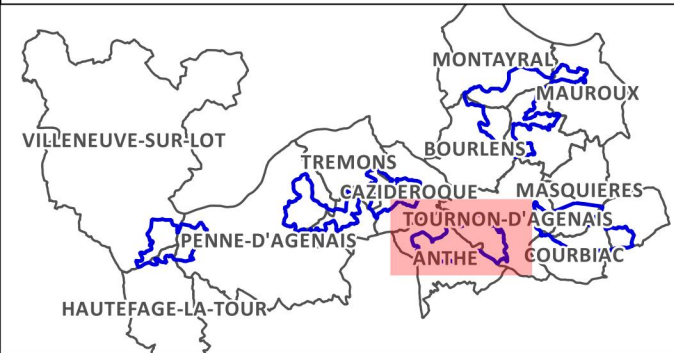 MONTAYRAL
MAUROUX
VILLENEUVE-SUR-LOT
BOURLENS
TREMONS
CAZIDEROQUE
MASQUIERES
TOURNON-D'AGENAIS
PENNE-D'AGENAIS
ANTHE
COURBIAC
HAUTEFAGE-LA-TOUR